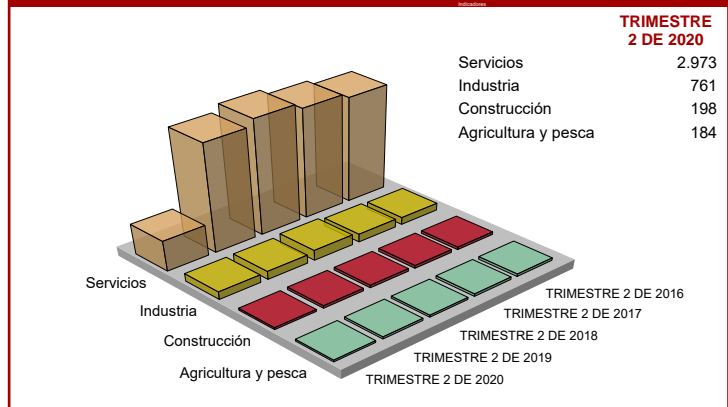 Indicadores
TRIMESTRE
2 DE 2020
Servicios 2.973
Industria 761
Construcción 198
Agricultura y pesca 184
Servicios
Industria
Construcción
Agricultura y pesca
TRIMESTRE 2 DE 2016
TRIMESTRE 2 DE 2017
TRIMESTRE 2 DE 2018
TRIMESTRE 2 DE 2019
TRIMESTRE 2 DE 2020